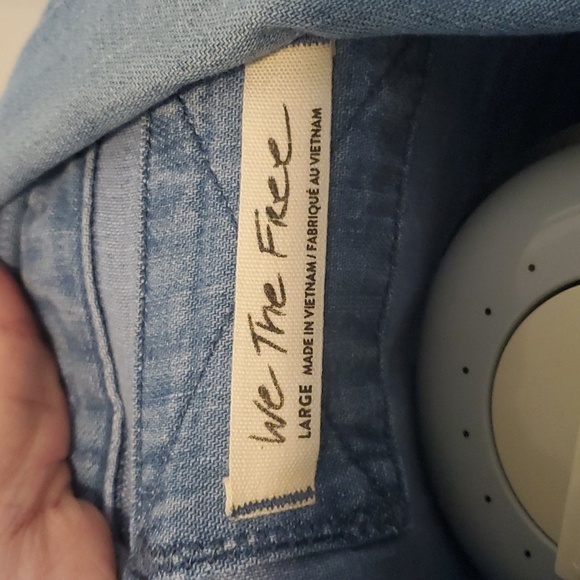 We The Free
LARGE MADE IN VIETNAM / FABRIQUÉ AU VIETNAM